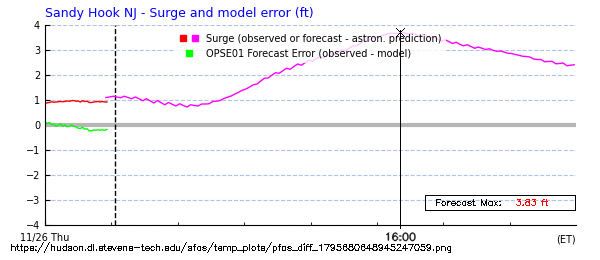 Sandy Hook NJ - Surge and model error (ft)
4
Surge (observed or forecast - astron. prediction)
OPSE01 Forecast Error (observed - model)
3
2
1
0
−1
−2
−3
Forecast Max: 3.83 ft
−4
11/26 Thu
16:00
(ET)
https://hudson.dl.stevens-tech.edu/sfas/temp_plots/pfas_diff_1795680648945247059.png